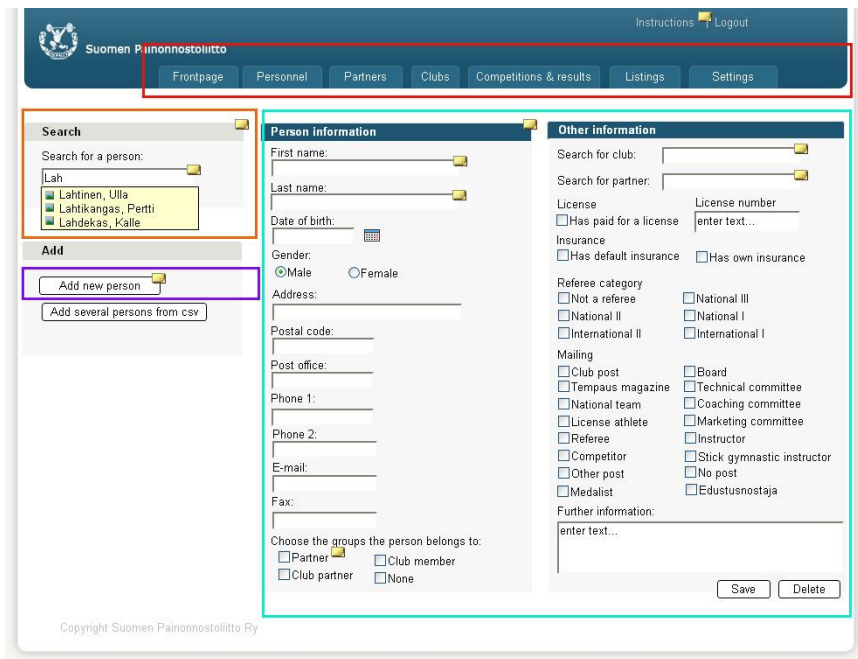 Instructions Logout
Suomen Painonnostoliitto
Frontpage Personnel Partners Clubs Competitions & results Listings Settings
Search
Search for a person:
Lah
Lahtinen, Ulla
Lahtikangas, Pertti
Lahdekas, Kalle
Add
Add new person
Add several persons from csv
Person information
First name:
Last name:
Date of birth:
Gender:
Male Female
Address:
Postal code:
Post office:
Phone 1:
Phone 2:
E-mail:
Fax:
Choose the groups the person belongs to:
Partner Club member
Club partner None
Other information
Search for club:
Search for partner:
License License number
Has paid for a license enter text...
Insurance
Has default insurance Has own insurance
Referee category
Not a referee National III
National II National I
International II International I
Mailing
Club post Board
Tempaus magazine Technical committee
National team Coaching committee
License athlete Marketing committee
Referee Instructor
Competitor Stick gymnastic instructor
Other post No post
Medalist Edustusnostaja
Further information:
enter text...
Save Delete
Copyright Suomen Painonnostoliitto Ry